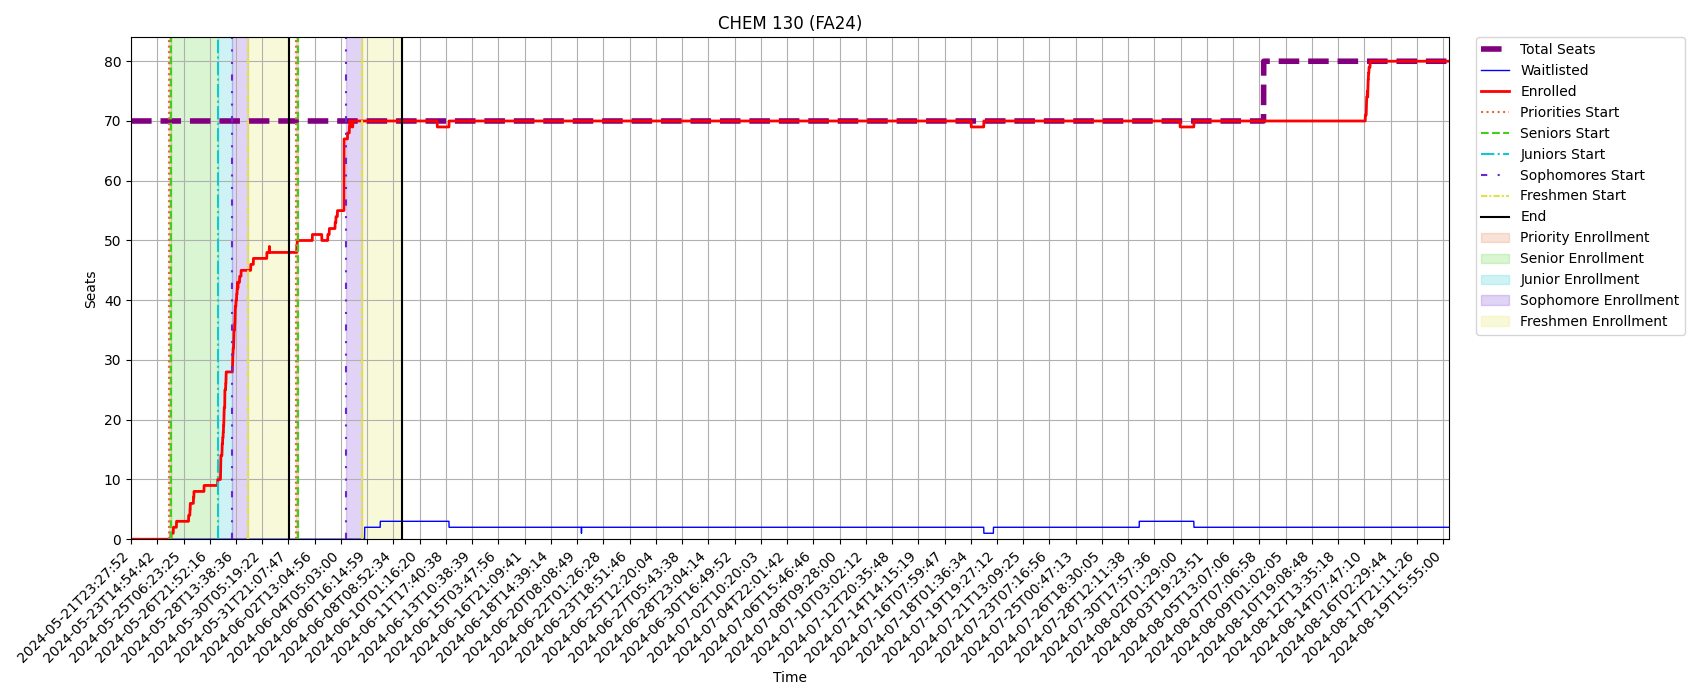 CHEM 130 (FA24)
Seats
80
70
60
50
40
30
20
10
0
2024-05-21T23:27:52
2024-05-23T14:54:42
2024-05-25T06:23:25
2024-05-26T21:52:16
2024-05-28T13:38:36
2024-05-30T05:19:22
2024-05-31T21:07:47
2024-06-02T13:04:56
2024-06-04T05:03:00
2024-06-06T16:14:59
2024-06-08T08:52:34
2024-06-10T01:16:20
2024-06-11T17:40:38
2024-06-13T10:38:39
2024-06-15T03:47:56
2024-06-16T21:09:41
2024-06-18T14:39:14
2024-06-20T08:08:49
2024-06-22T01:26:28
2024-06-23T18:51:46
2024-06-25T12:20:04
2024-06-27T05:43:38
2024-06-28T23:04:14
2024-06-30T16:49:52
2024-07-02T10:20:03
2024-07-04T22:01:42
2024-07-06T15:46:46
2024-07-08T09:28:00
2024-07-10T03:02:12
2024-07-12T20:35:48
2024-07-14T14:15:19
2024-07-16T07:59:47
2024-07-18T01:36:34
2024-07-19T19:27:12
2024-07-21T13:09:25
2024-07-23T07:16:56
2024-07-25T00:47:13
2024-07-26T18:30:05
2024-07-28T12:11:38
2024-07-30T17:57:36
2024-08-02T01:29:00
2024-08-03T19:23:51
2024-08-05T13:07:06
2024-08-07T07:06:58
2024-08-09T01:02:05
2024-08-10T19:08:48
2024-08-12T13:35:18
2024-08-14T07:47:10
2024-08-16T02:29:44
2024-08-17T21:11:26
2024-08-19T15:55:00
Time
Total Seats
Waitlisted
Enrolled
Priorities Start
Seniors Start
Juniors Start
Sophomores Start
Freshmen Start
End
Priority Enrollment
Senior Enrollment
Junior Enrollment
Sophomore Enrollment
Freshmen Enrollment